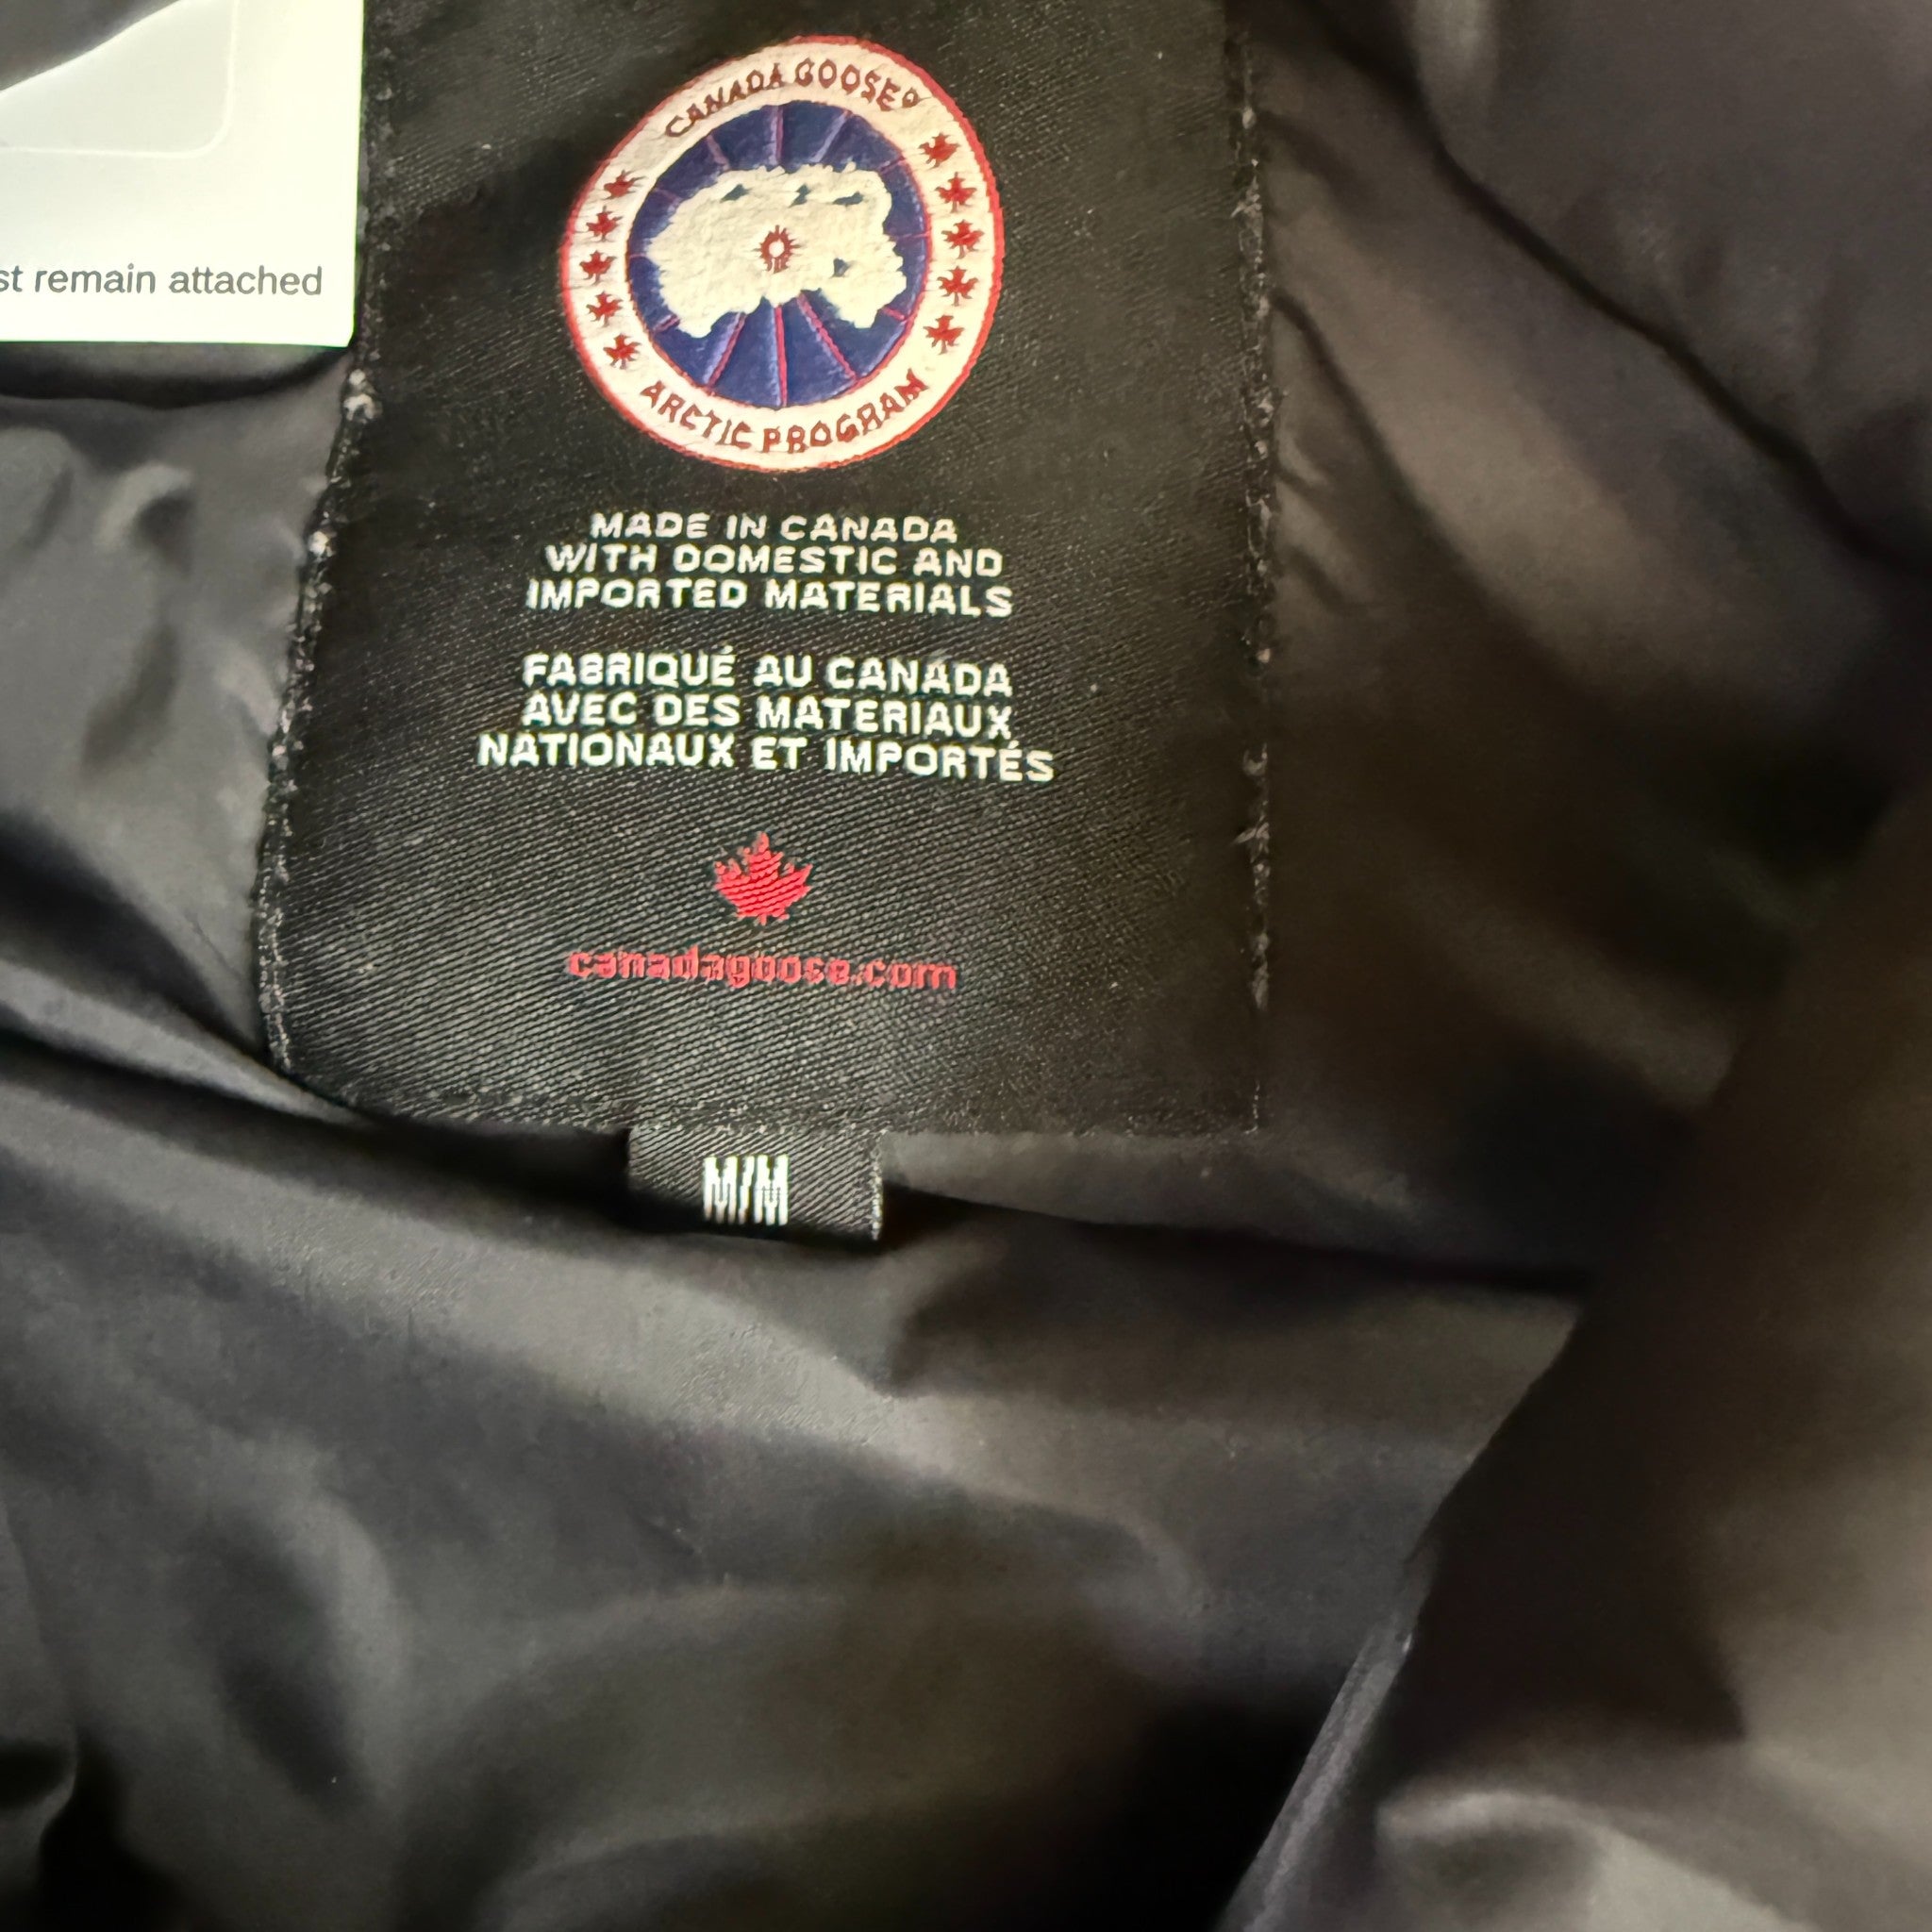 CANADA GOOSE®
ARCTIC PROGRAM
st remain attached
MADE IN CANADA
WITH DOMESTIC AND
IMPORTED MATERIALS
FABRIQUÉ AU CANADA
AVEC DES MATERIAUX
NATIONAUX ET IMPORTÉS
canadagoose.com
M/M